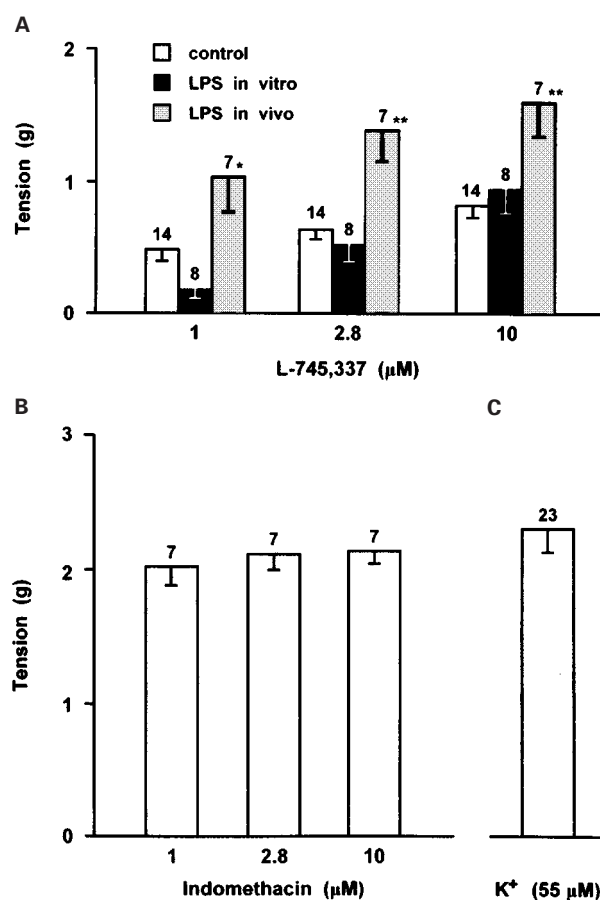 A
2
1
0
Tension (g)
control
LPS in vitro
LPS in vivo
14
8
7 *
14
8
7 **
14
8
7 **
1 2.8 10
L-745,337 (μM)
B
3
2
1
0
Tension (g)
7
7
7
1 2.8 10
Indomethacin (μM)
C
23
K+ (55 μM)